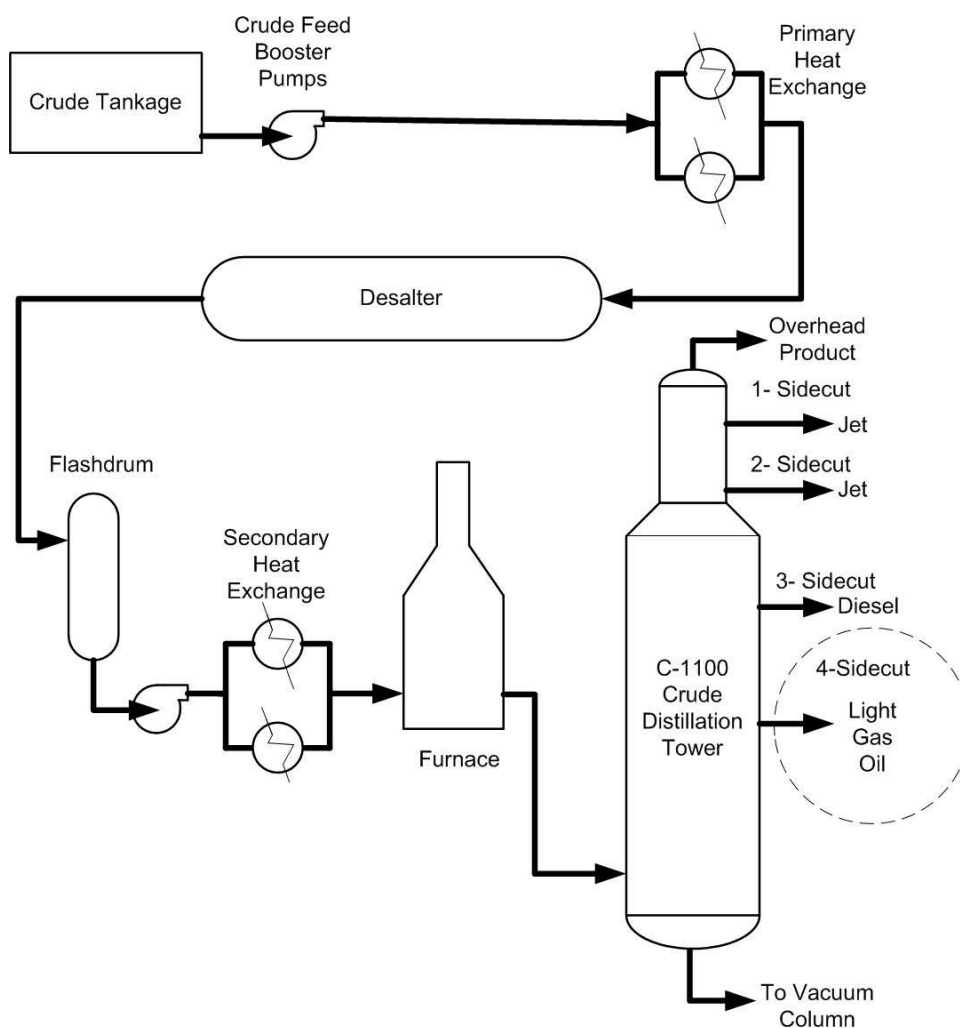 Crude Feed
Booster
Pumps
Primary
Heat
Exchange
Crude Tankage
Desalter
Overhead
Product
1- Sidecut
Jet
2- Sidecut
Jet
Flashdrum
Secondary
Heat
Exchange
3- Sidecut
Diesel
C-1100
Crude
Distillation
Tower
4-Sidecut
Light
Gas
Oil
Furnace
To Vacuum
Column